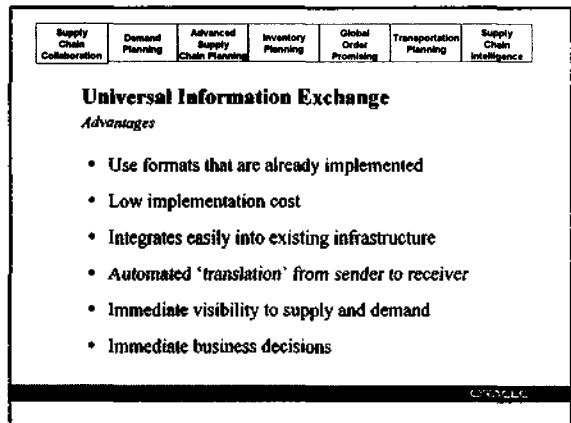 Supply
Chain
Collaboration
Demand
Planning
Advanced
Supply
Chain Planning
Inventory
Planning
Global
Order
Promising
Transportation
Planning
Supply
Chain
Intelligence
Universal Information Exchange
Advantages
• Use formats that are already implemented
• Low implementation cost
• Integrates easily into existing infrastructure
• Automated ‘translation’ from sender to receiver
• Immediate visibility to supply and demand
• Immediate business decisions
ORACLE